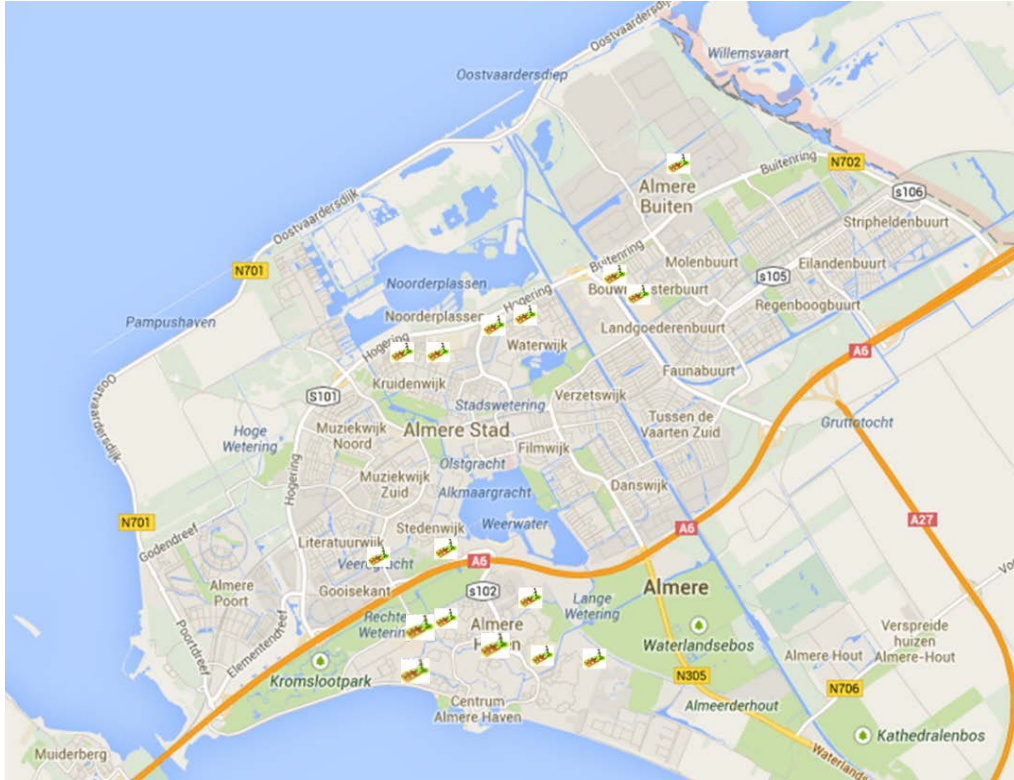 Oostvaardersdijk
Willemsvaart
Oostvaardersdiep
Almere
Buiten
Buitenring
N702
s106
Stripheldenbuurt
Oostvaardersdijk
N701
Buitenring
Molenbuurt
Eilandenbuurt
s105
Noorderplassen
Regenboogbuurt
Pampushaven
Noorderplassen
Hogering
Landgoederenbuurt
Waterwijk
Hogering
A6
Oostvaardersdijk
Kruidenwijk
Faunabuurt
S101
Verzetswijk
Stadswetering
Tussen de
Vaarten Zuid
Gruttotocht
Hoge
Wetering
Muziekwijk
Noord
Almere Stad
Filmwijk
Olstgracht
Hogering
Muziekwijk
Zuid
Alkmaargracht
Danswijk
N701
Godendreef
Stedenwijk
Weerwater
A6
A27
Literatuurwijk
A6
Almere
Poort
Gooisekant
s102
Lange
Wetering
Almere
Poortdreef
Elementendreef
Almere
Waterlandsebos
Verspreide
huizen
Almere-Hout
Almere Hout
Kromslootpark
N305
N706
Centrum
Almere Haven
Almeerderhout
Muiderberg
Kathedralenbos